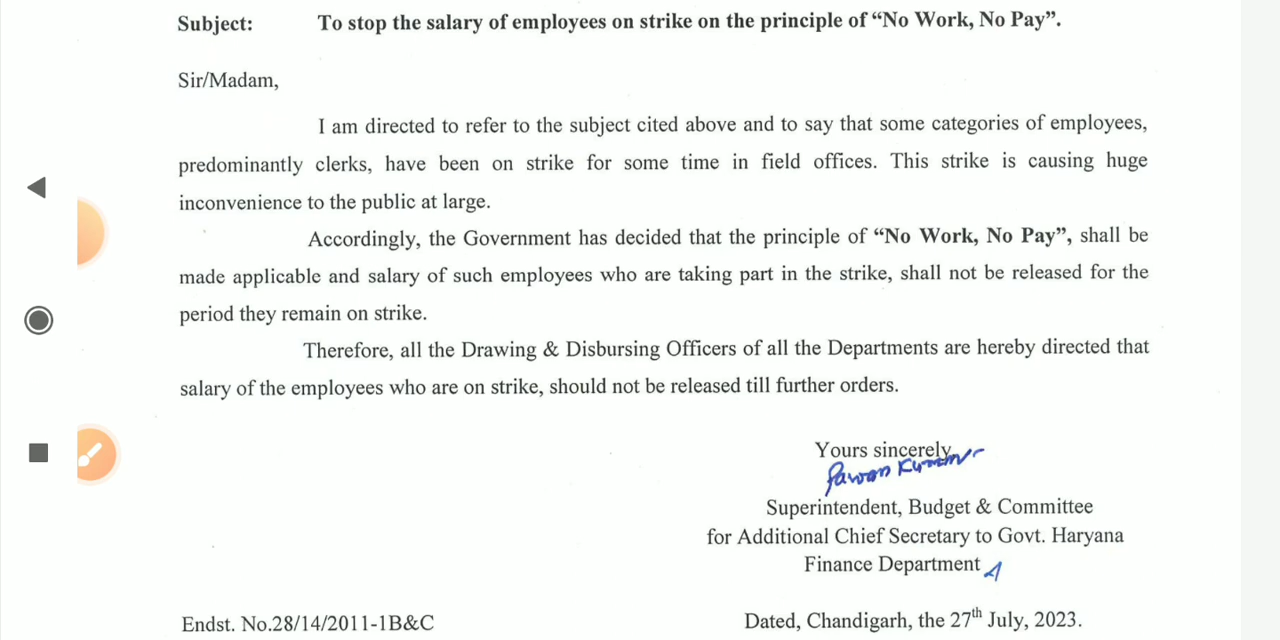 Subject: To stop the salary of employees on strike on the principle of “No Work, No Pay”.
Sir/Madam,
I am directed to refer to the subject cited above and to say that some categories of employees,
predominantly clerks, have been on strike for some time in field offices. This strike is causing huge
inconvenience to the public at large.
Accordingly, the Government has decided that the principle of “No Work, No Pay”, shall be
made applicable and salary of such employees who are taking part in the strike, shall not be released for the
period they remain on strike.
Therefore, all the Drawing & Disbursing Officers of all the Departments are hereby directed that
salary of the employees who are on strike, should not be released till further orders.
Yours sincerely
Pawan Kumar
Superintendent, Budget & Committee
for Additional Chief Secretary to Govt. Haryana
Finance Department
Endst. No.28/14/2011-1B&C
Dated, Chandigarh, the 27th July, 2023.